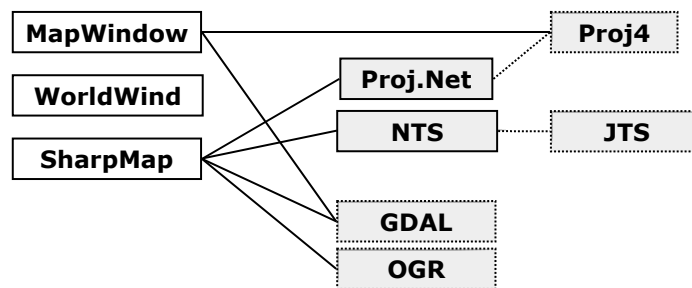 MapWindow
Proj4
WorldWind
Proj.Net
SharpMap
NTS
JTS
GDAL
OGR